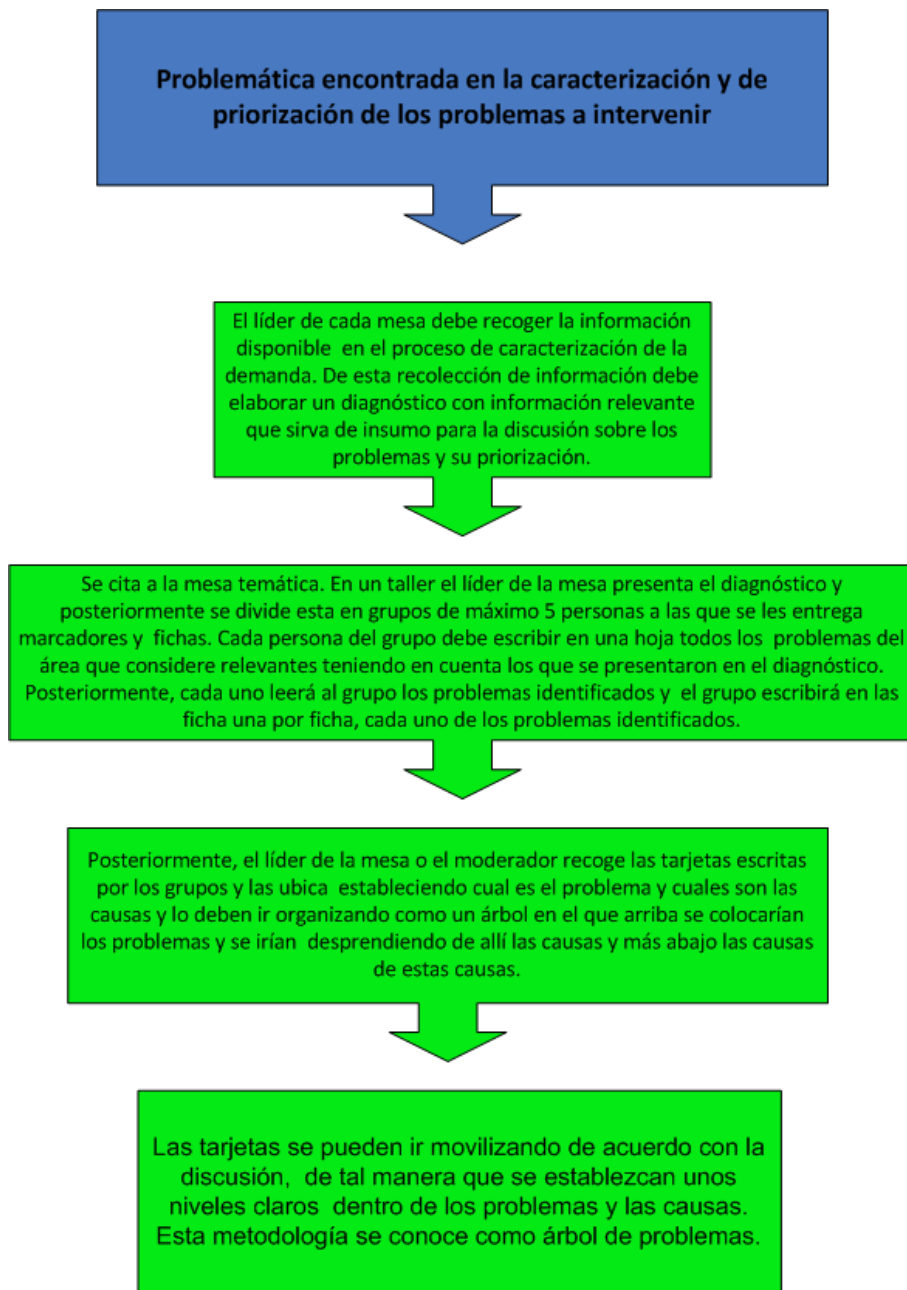 Problemática encontrada en la caracterización y de
priorización de los problemas a intervenir
El líder de cada mesa debe recoger la información
disponible en el proceso de caracterización de la
demanda. De esta recolección de información debe
elaborar un diagnóstico con información relevante
que sirva de insumo para la discusión sobre los
problemas y su priorización.
Se cita a la mesa temática. En un taller el líder de la mesa presenta el diagnóstico y
posteriormente se divide esta en grupos de máximo 5 personas a las que se les entrega
marcadores y fichas. Cada persona del grupo debe escribir en una hoja todos los problemas del
área que considere relevantes teniendo en cuenta los que se presentaron en el diagnóstico.
Posteriormente, cada uno leerá al grupo los problemas identificados y el grupo escribirá en las
ficha una por ficha, cada uno de los problemas identificados.
Posteriormente, el líder de la mesa o el moderador recoge las tarjetas escritas
por los grupos y las ubica estableciendo cual es el problema y cuales son las
causas y lo deben ir organizando como un árbol en el que arriba se colocarían
los problemas y se irían desprendiendo de allí las causas y más abajo las causas
de estas causas.
Las tarjetas se pueden ir movilizando de acuerdo con la
discusión, de tal manera que se establezcan unos
niveles claros dentro de los problemas y las causas.
Esta metodología se conoce como árbol de problemas.